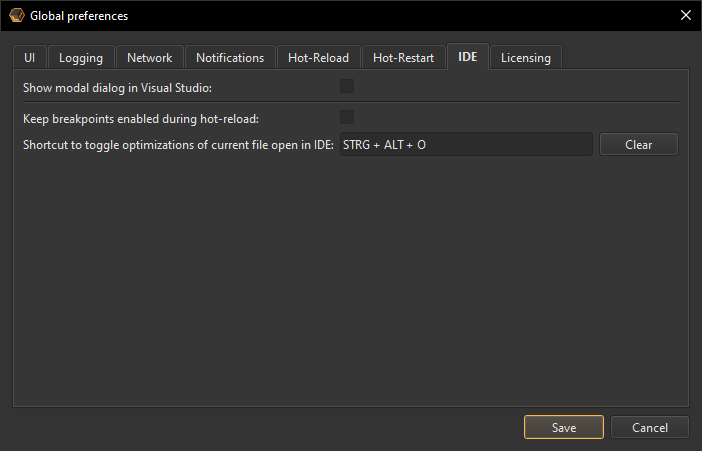 Global preferences
UI Logging Network Notifications Hot-Reload Hot-Restart IDE Licensing
Show modal dialog in Visual Studio:
Keep breakpoints enabled during hot-reload:
Shortcut to toggle optimizations of current file open in IDE: STRG + ALT + O Clear
Save Cancel